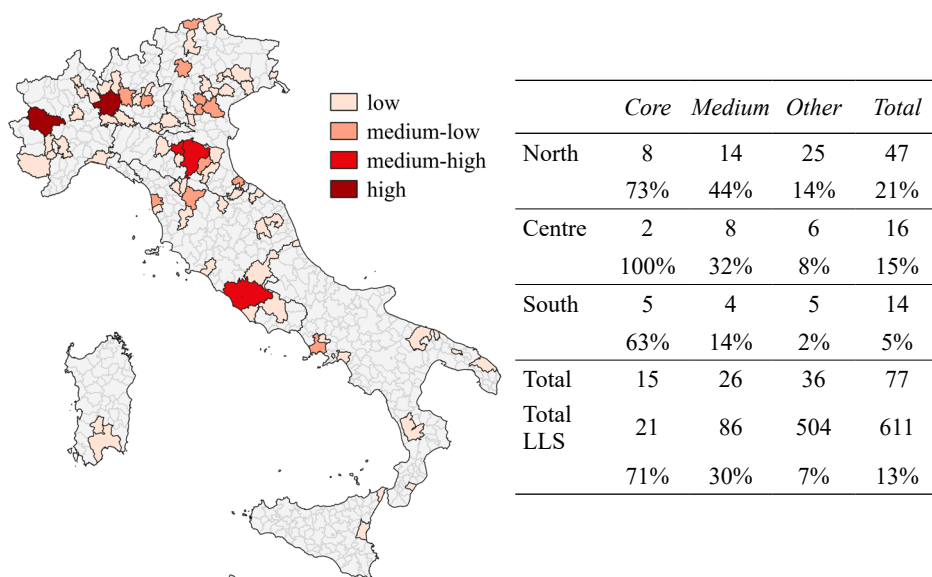 low
medium-low
medium-high
high
Core Medium Other Total
North 8 14 25 47
73% 44% 14% 21%
Centre 2 8 6 16
100% 32% 8% 15%
South 5 4 5 14
63% 14% 2% 5%
Total 15 26 36 77
Total
LLS 21 86 504 611
71% 30% 7% 13%